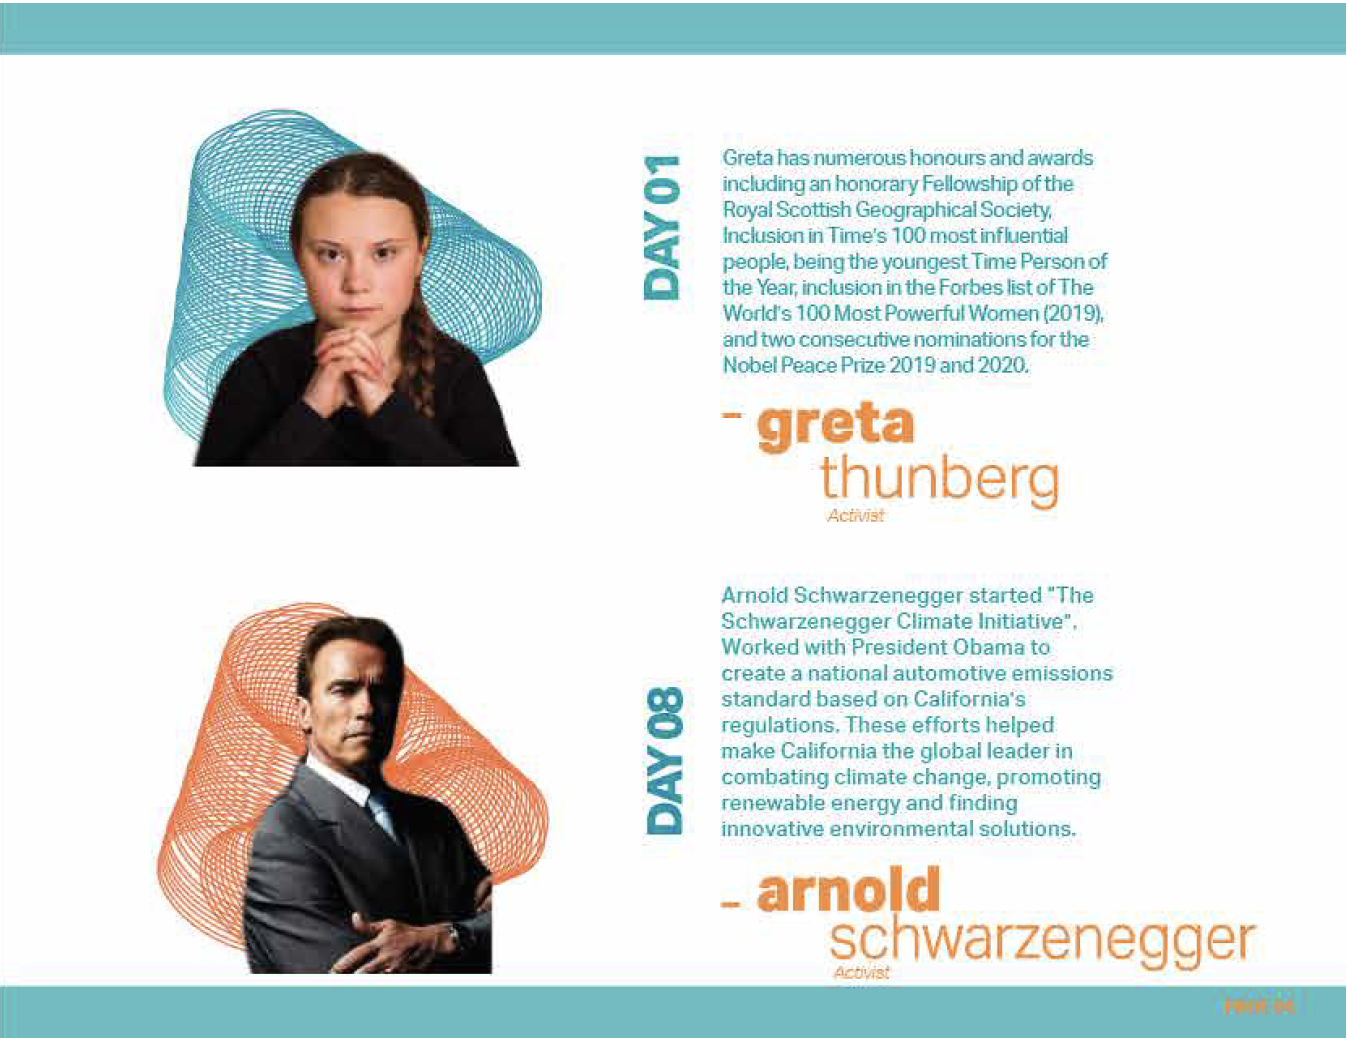 DAY 01
Greta has numerous honours and awards
including an honorary Fellowship of the
Royal Scottish Geographical Society,
Inclusion in Time's 100 most influential
people, being the youngest Time Person of
the Year, inclusion in the Forbes list of The
World's 100 Most Powerful Women (2019),
and two consecutive nominations for the
Nobel Peace Prize 2019 and 2020.
– greta
thunberg
Activist
DAY 08
Arnold Schwarzenegger started "The
Schwarzenegger Climate Initiative".
Worked with President Obama to
create a national automotive emissions
standard based on California's
regulations. These efforts helped
make California the global leader in
combating climate change, promoting
renewable energy and finding
innovative environmental solutions.
– arnold
schwarzenegger
Activist